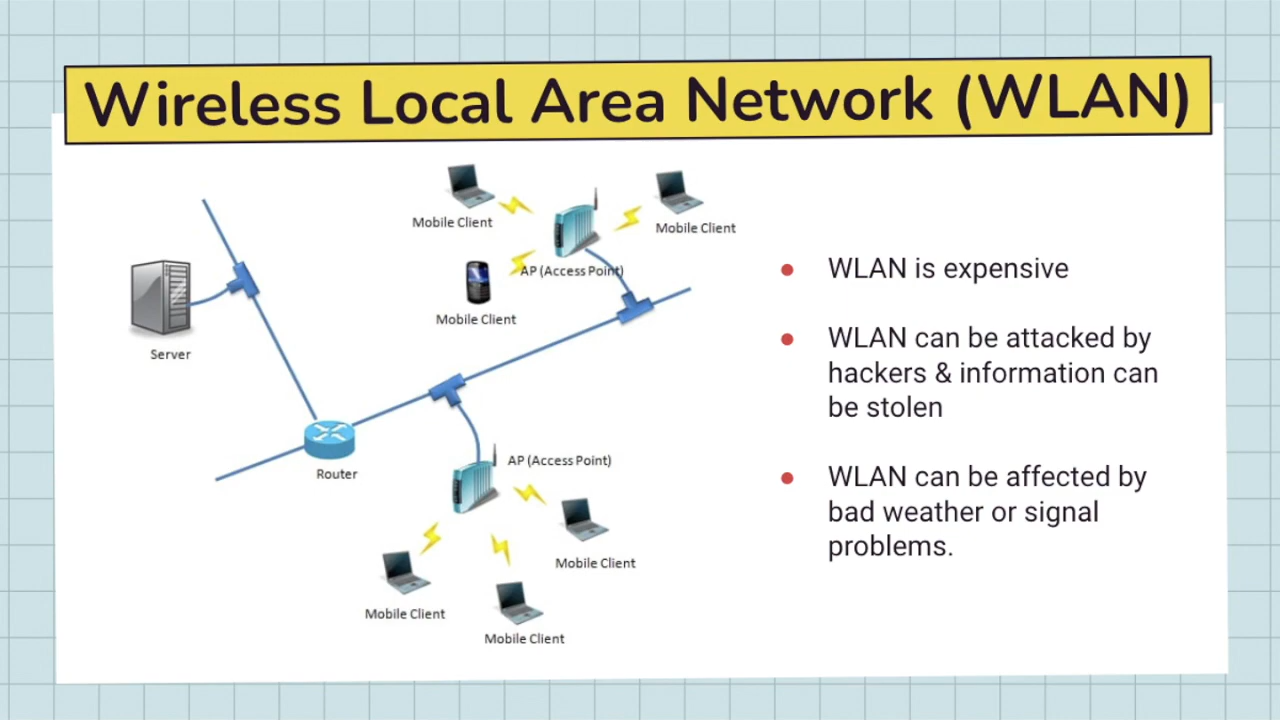 Wireless Local Area Network (WLAN)
Mobile Client
Mobile Client
AP (Access Point)
Mobile Client
Server
Router
AP (Access Point)
Mobile Client
Mobile Client
Mobile Client
WLAN is expensive
WLAN can be attacked by
hackers & information can
be stolen
WLAN can be affected by
bad weather or signal
problems.